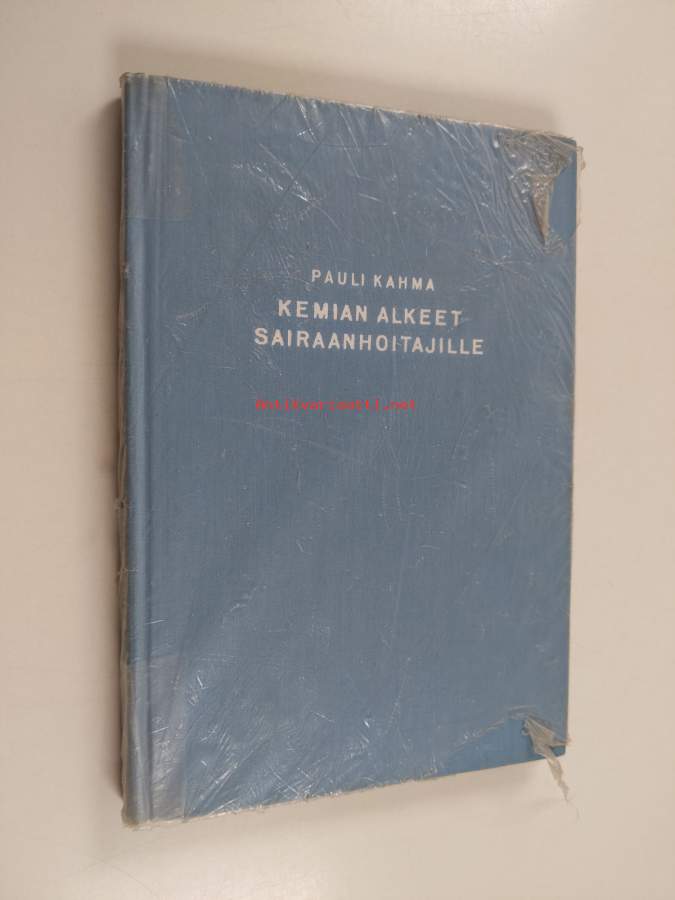 PAULI KAHMA
KEMIAN ALKEET
SAIRAANHOITAJILLE
Antikvariaatti.net